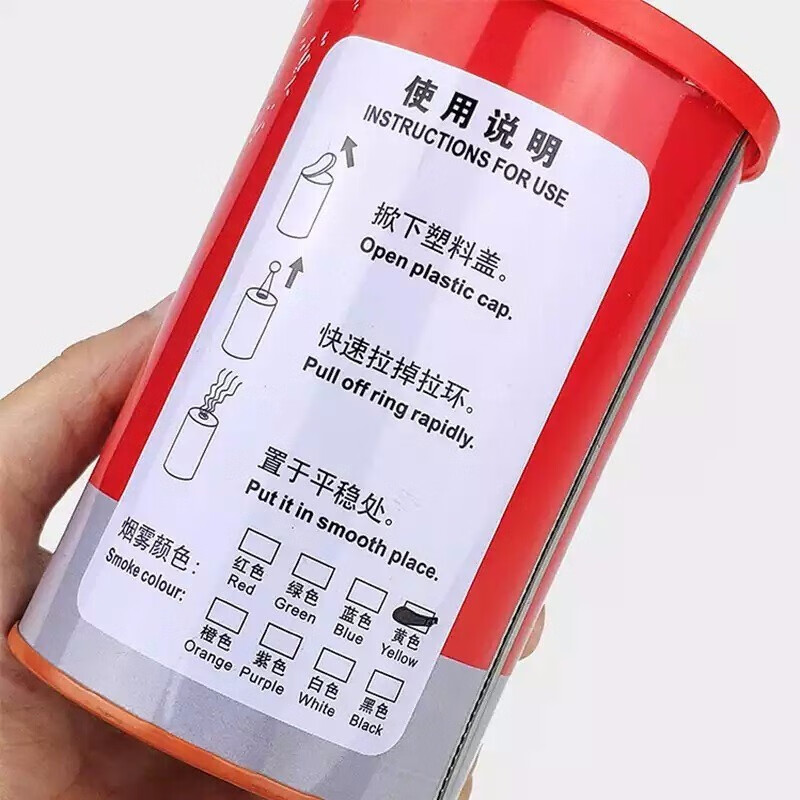 使用说明
INSTRUCTIONS FOR USE
掀下塑料盖。
Open plastic cap.
快速拉掉拉环。
Pull off ring rapidly.
置于平稳处。
Put it in smooth place.
烟雾颜色:
Smoke colour:
红色 绿色 蓝色 黄色
Red Green Blue Yellow
橙色 紫色 白色 黑色
Orange Purple White Black